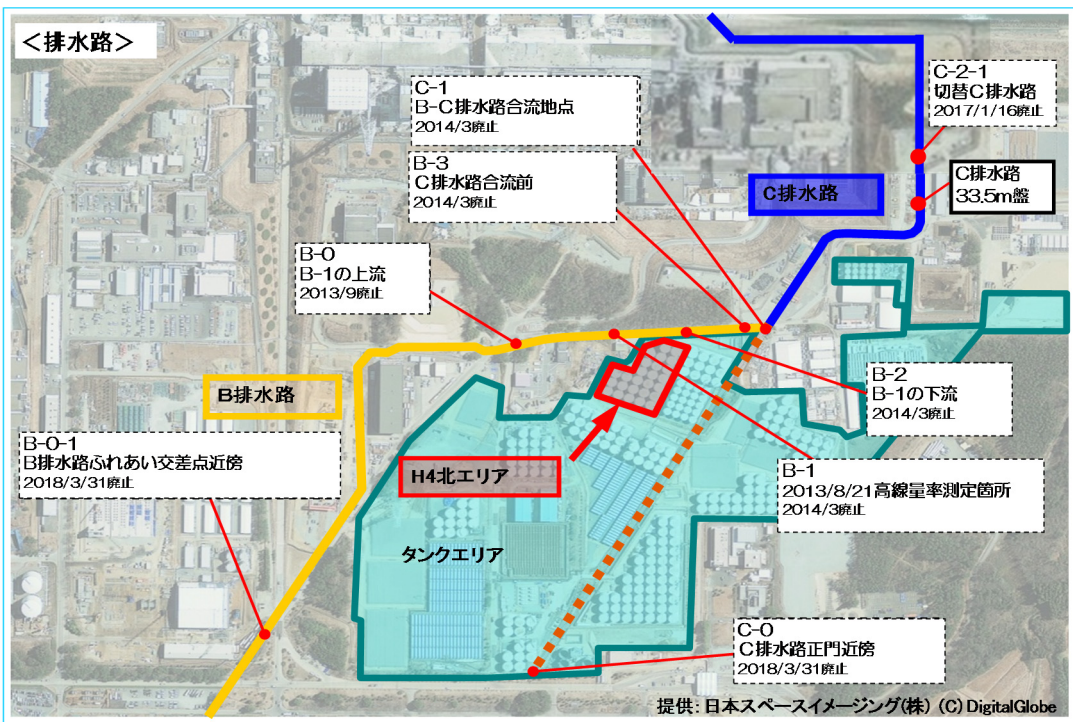 ＜排水路＞
C-1
B-C排水路合流地点
2014/3廃止
C-2-1
切替C排水路
2017/1/16廃止
B-3
C排水路合流前
2014/3廃止
C排水路
33.5m盤
C排水路
B-0
B-1の上流
2013/9廃止
B-2
B-1の下流
2014/3廃止
B排水路
B-0-1
B排水路ふれあい交差点近傍
2018/3/31廃止
H4北エリア
B-1
2013/8/21高線量率測定箇所
2014/3廃止
タンクエリア
C-0
C排水路正門近傍
2018/3/31廃止
提供：日本スペースイメージング(株) (C) DigitalGlobe